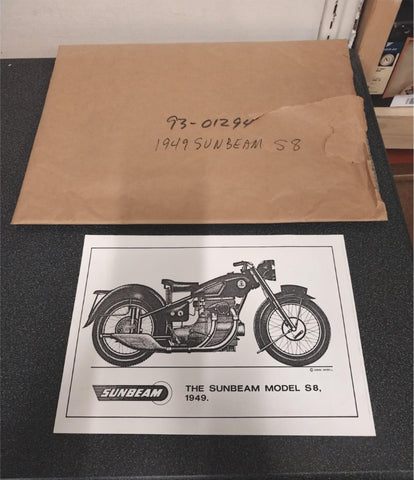 93-01294
1949 SUNBEAM S8
SUNBEAM
THE SUNBEAM MODEL S8,
1949.